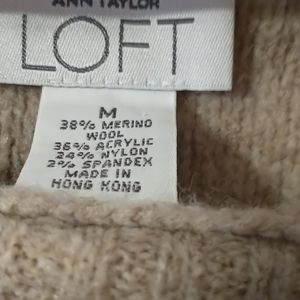 ANN TAYLOR
LOFT
M
38% MERINO
WOOL
36% ACRYLIC
24% NYLON
2% SPANDEX
MADE IN
HONG KONG